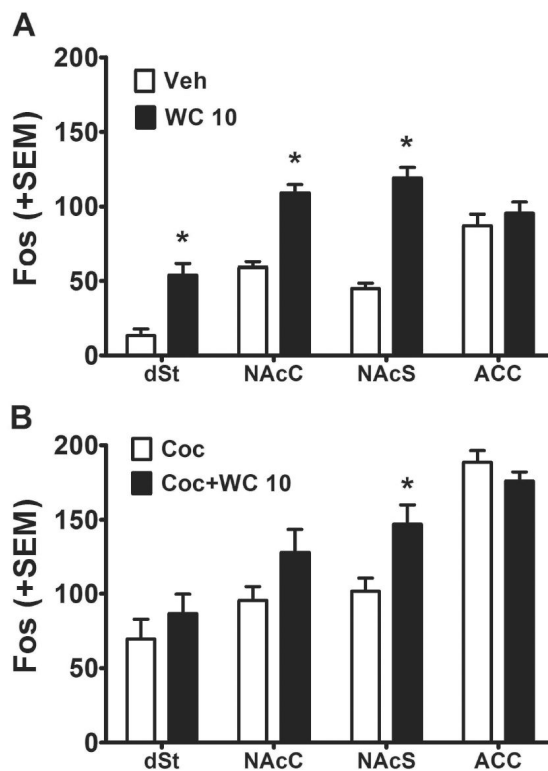 A
200
Veh
WC 10
150
*
*
100
*
50
0
Fos (+SEM)
dSt NAcC NAcS ACC
B
200
Coc
Coc+WC 10
*
150
100
50
0
Fos (+SEM)
dSt NAcC NAcS ACC